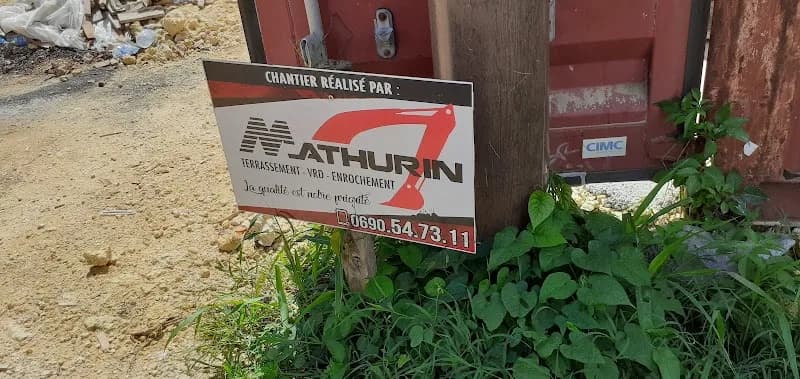 CHANTIER RÉALISÉ PAR :
MATHURIN
TERRASSEMENT - VRD - ENROCHEMENT
La qualité est notre priorité
0690.54.73.11
CIMC